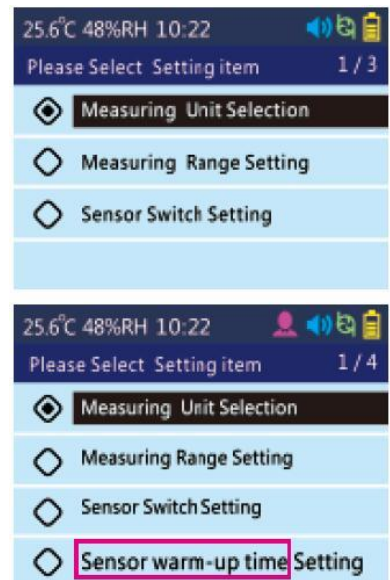 25.6℃ 48%RH 10:22
Please Select Setting item 1/3
Measuring Unit Selection
Measuring Range Setting
Sensor Switch Setting
25.6℃ 48%RH 10:22
Please Select Setting item 1/4
Measuring Unit Selection
Measuring Range Setting
Sensor Switch Setting
Sensor warm-up time Setting